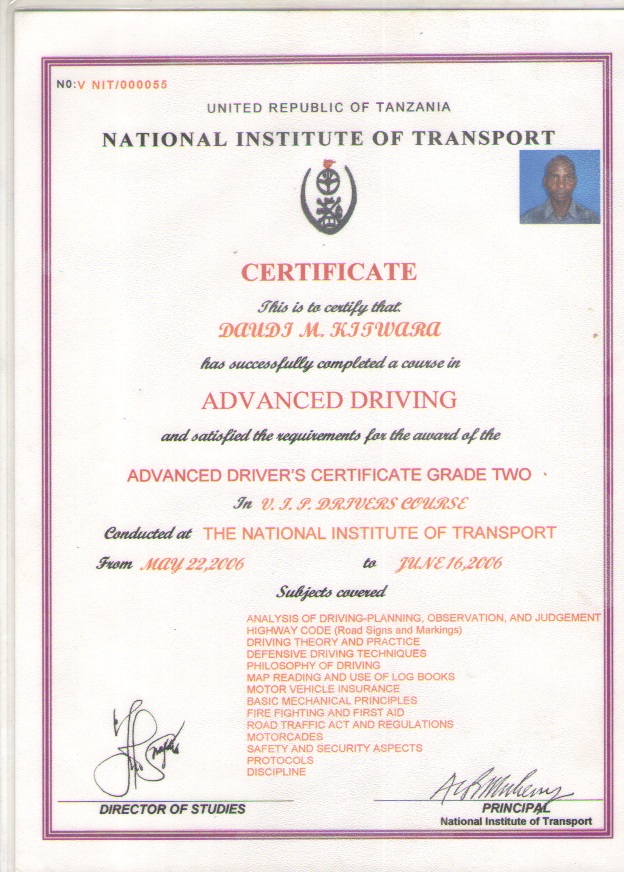 N0:V NIT/000055
UNITED REPUBLIC OF TANZANIA
NATIONAL INSTITUTE OF TRANSPORT
CERTIFICATE
This is to certify that.
DAUDI M. KITWARA
has successfully completed a course in
ADVANCED DRIVING
and satisfied the requirements for the award of the
ADVANCED DRIVER'S CERTIFICATE GRADE TWO
In V. I. P. DRIVERS COURSE
Conducted at THE NATIONAL INSTITUTE OF TRANSPORT
From MAY 22,2006 to JUNE 16,2006
Subjects covered
ANALYSIS OF DRIVING-PLANNING, OBSERVATION, AND JUDGEMENT
HIGHWAY CODE (Road Signs and Markings)
DRIVING THEORY AND PRACTICE
DEFENSIVE DRIVING TECHNIQUES
PHILOSOPHY OF DRIVING
MAP READING AND USE OF LOG BOOKS
MOTOR VEHICLE INSURANCE
BASIC MECHANICAL PRINCIPLES
FIRE FIGHTING AND FIRST AID
ROAD TRAFFIC ACT AND REGULATIONS
MOTORCADES
SAFETY AND SECURITY ASPECTS
PROTOCOLS
DISCIPLINE
DIRECTOR OF STUDIES
PRINCIPAL
National Institute of Transport